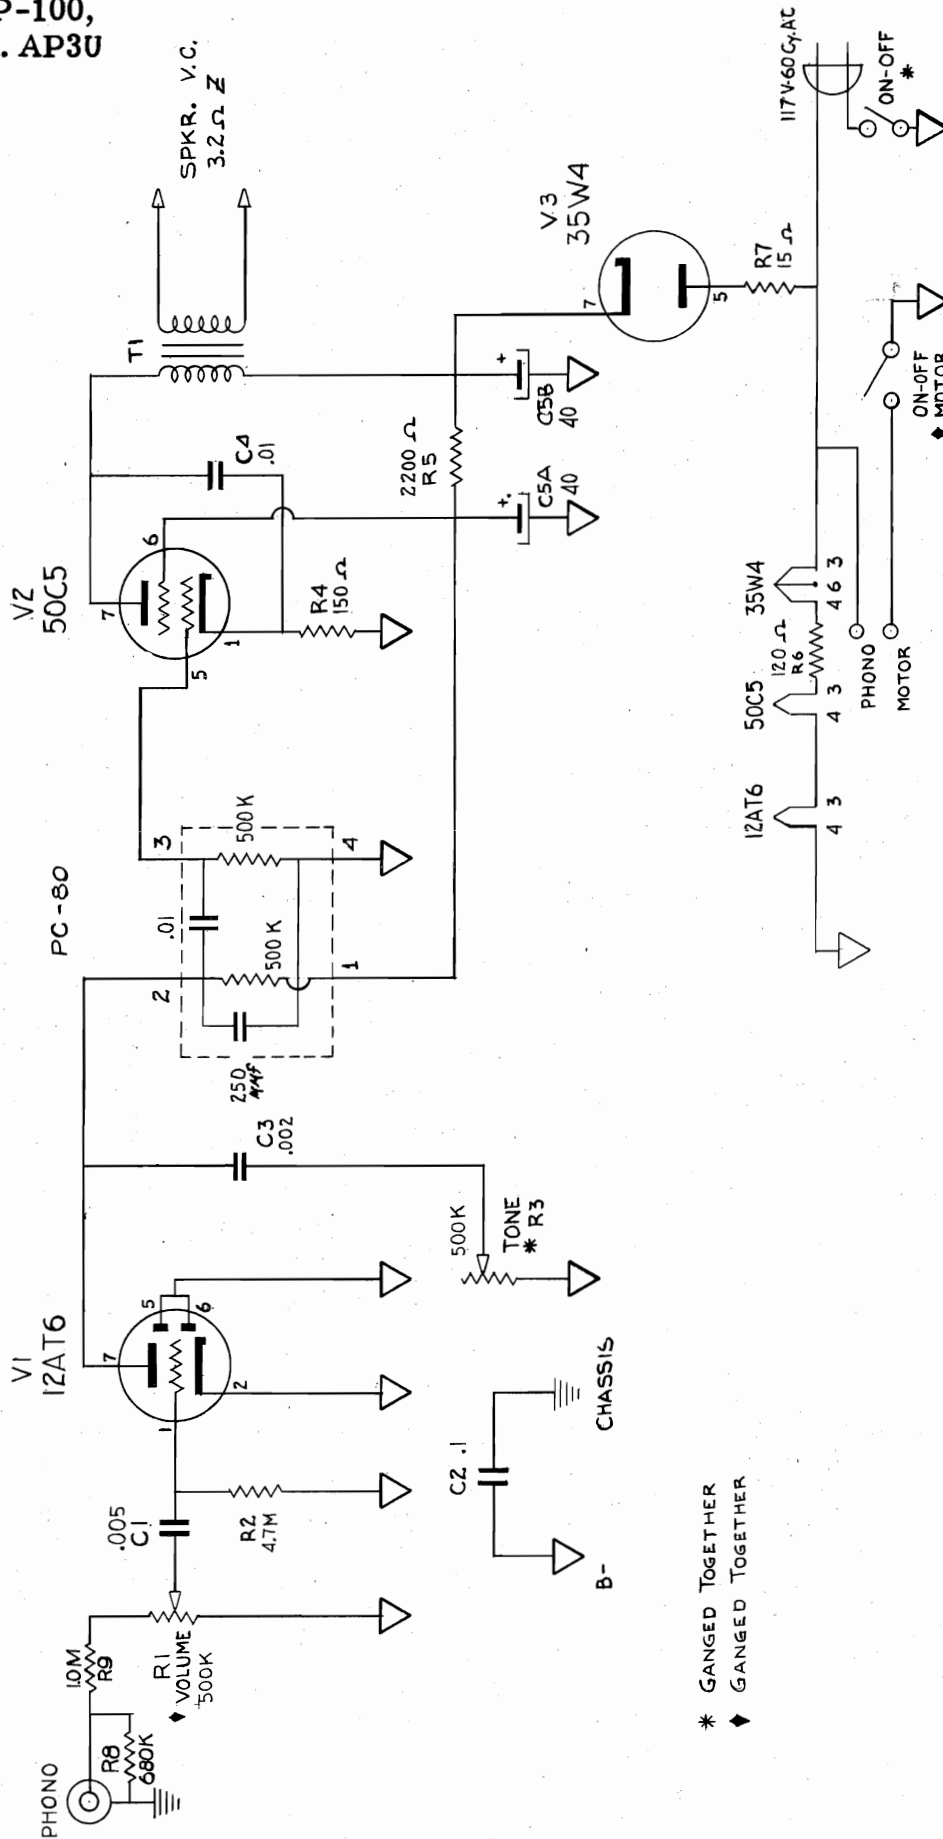 P-100,
. AP3U
SPKR. V.C.
3.2 Ω Z
T1
V2
50C5
7
6
5
1
C4
.01
R4
150 Ω
2200 Ω
R5
+
C5A
40
+
C5B
40
V3
35W4
7
5
R7
15 Ω
117V-60Cy.AC
ON-OFF
*
ON-OFF
♦ MOTOR
PC-80
3
500K
4
.01
2
500K
1
250
MMF
C3
.002
500K
TONE
* R3
V1
12AT6
7
5
6
1
2
.005
C1
R2
4.7M
C2 .1
B-
CHASSIS
PHONO
R8
680K
1.0M
R9
R1
♦ VOLUME
500K
12AT6
4 3
50C5
4 3
120 Ω
R6
35W4
4 6 3
PHONO
MOTOR
* GANGED TOGETHER
♦ GANGED TOGETHER